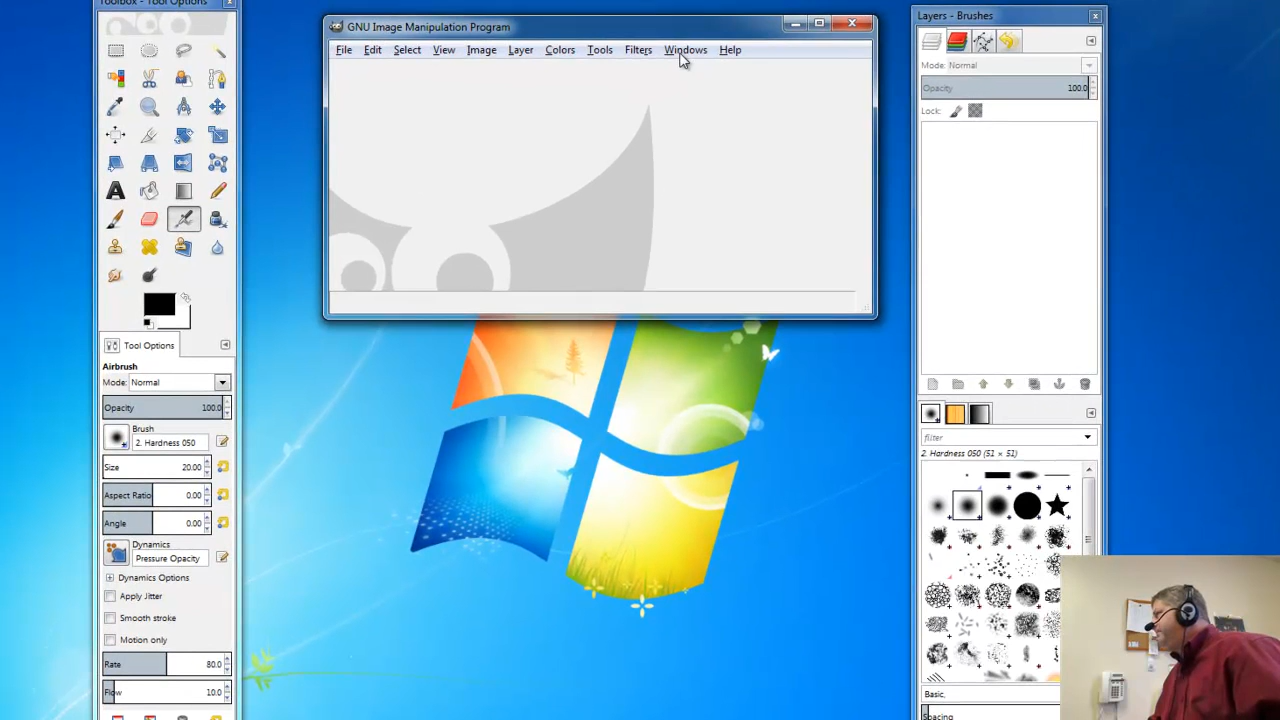 Toolbox - Tool Options
GNU Image Manipulation Program
File Edit Select View Image Layer Colors Tools Filters Windows Help
Tool Options
Airbrush
Mode: Normal
Opacity 100.0
Brush
2. Hardness 050
Size 20.00
Aspect Ratio 0.00
Angle 0.00
Dynamics
Pressure Opacity
Dynamics Options
Apply Jitter
Smooth stroke
Motion only
Rate 80.0
Flow 10.0
Layers - Brushes
Mode: Normal
Opacity 100.0
Lock:
filter
2. Hardness 050 (51 × 51)
Basic,
Spacing